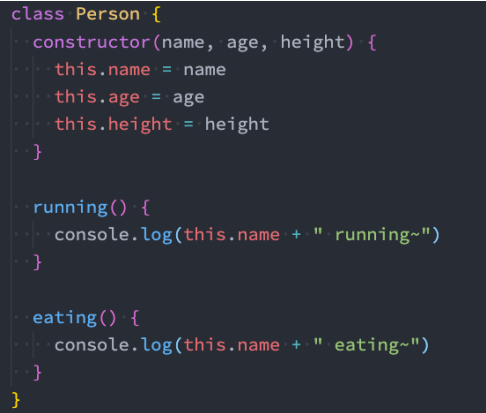 class Person {
  constructor(name, age, height) {
    this.name = name
    this.age = age
    this.height = height
  }

  running() {
    console.log(this.name + " running~")
  }

  eating() {
    console.log(this.name + " eating~")
  }
}